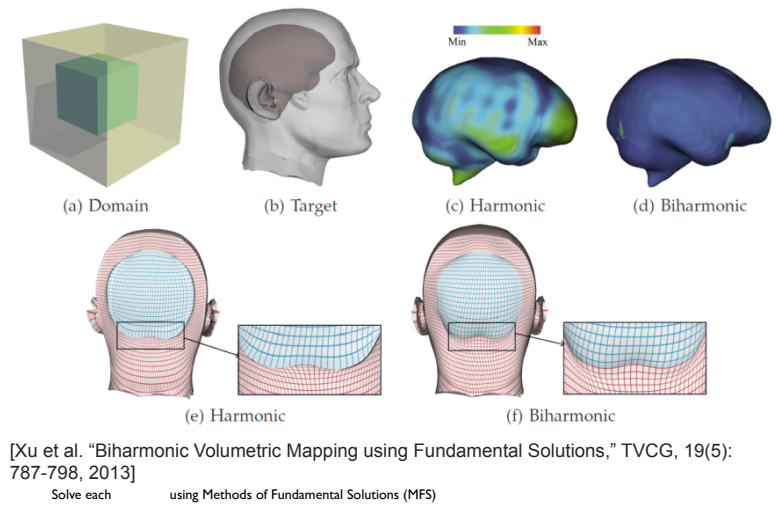 Min Max
(a) Domain (b) Target (c) Harmonic (d) Biharmonic
(e) Harmonic (f) Biharmonic
[Xu et al. “Biharmonic Volumetric Mapping using Fundamental Solutions,” TVCG, 19(5):
787-798, 2013]
Solve each using Methods of Fundamental Solutions (MFS)